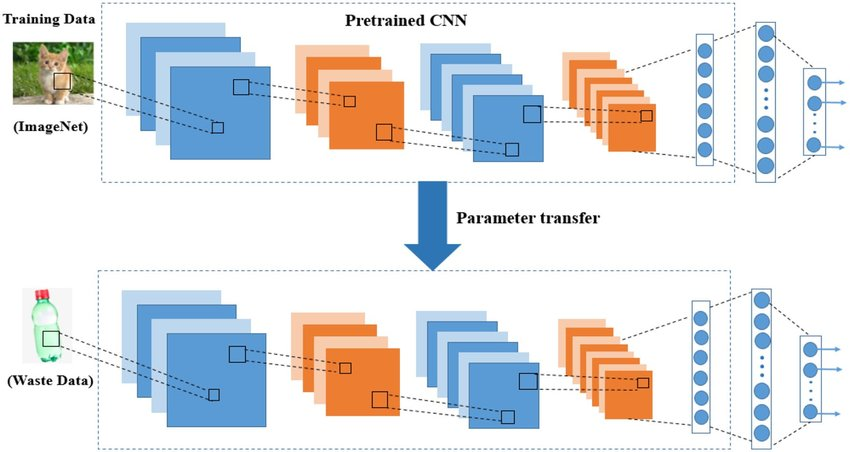 Training Data
Pretrained CNN
(ImageNet)
Parameter transfer
(Waste Data)